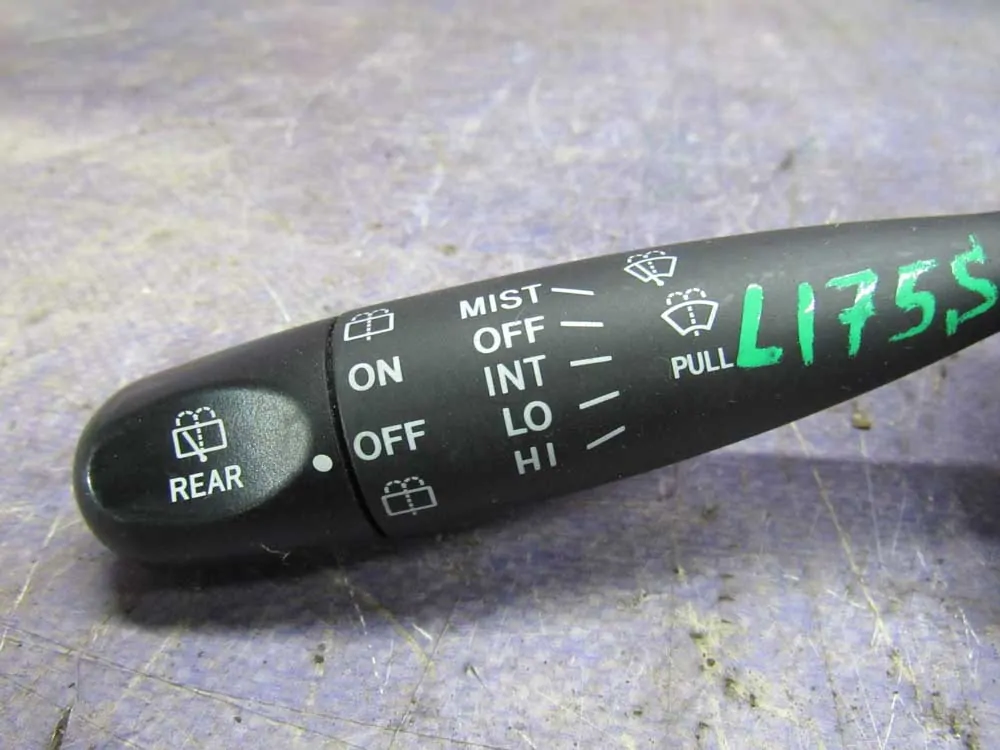 REAR
ON
OFF
MIST
OFF
INT
LO
HI
PULL
L175S